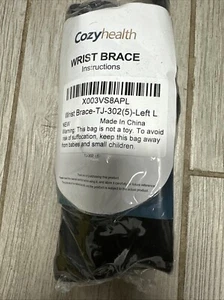 Cozyhealth
WRIST BRACE
Instructions
X003VS8APL
Wrist Brace-TJ-302(5)-Left L
NEW
Made In China
Warning: This bag is not a toy. To avoid
risk of suffocation, keep this bag away
from babies and small children.